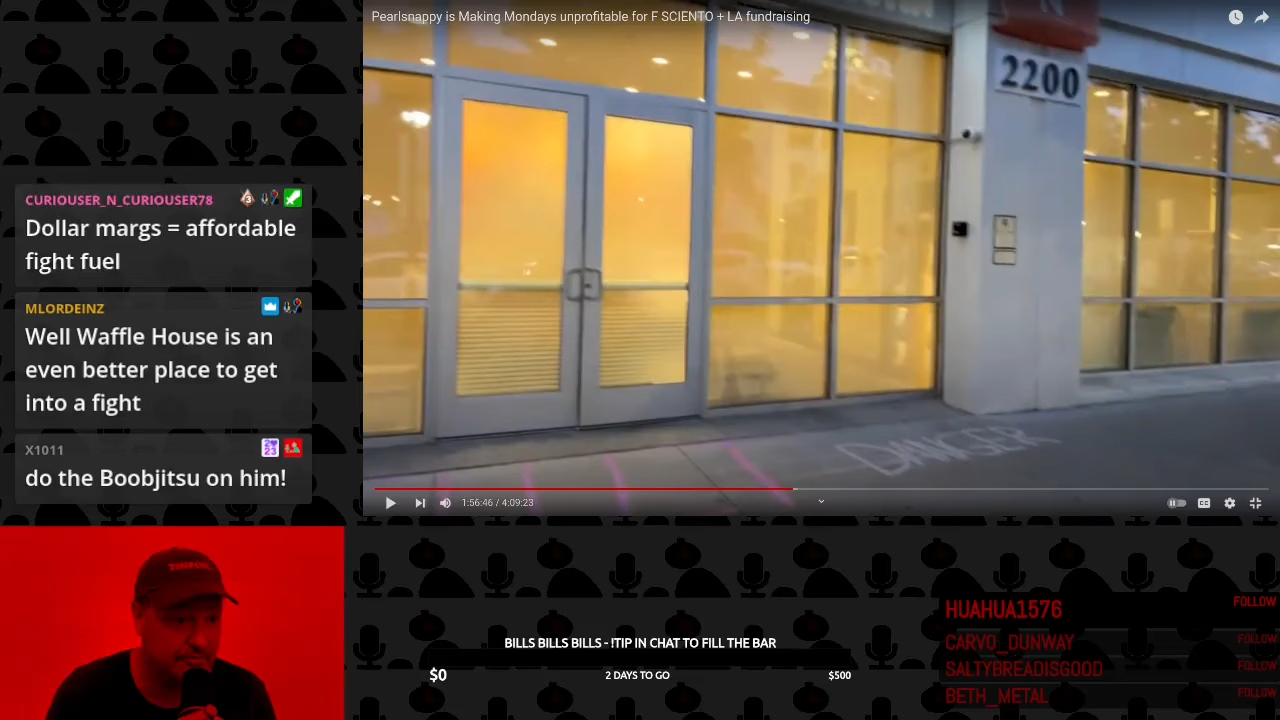 Pearlsnappy is Making Mondays unprofitable for F SCIENTO + LA fundraising
2200
DANGER
1:56:46 / 4:09:23
CURIOUSER_N_CURIOUSER78
Dollar margs = affordable
fight fuel
MLORDEINZ
Well Waffle House is an
even better place to get
into a fight
X1011
do the Boobjitsu on him!
BILLS BILLS BILLS - !TIP IN CHAT TO FILL THE BAR
$0
2 DAYS TO GO
$500
HUAHUA1576
FOLLOW
CARVO_DUNWAY
FOLLOW
SALTYBREADISGOOD
FOLLOW
BETH_METAL
FOLLOW